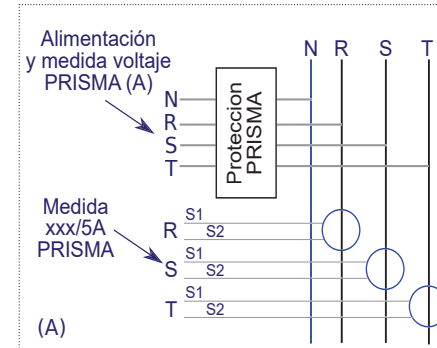 Alimentación
y medida voltaje
PRISMA (A)
N R S T
N
R
S
T
Proteccion
PRISMA
Medida
xxx/5A
PRISMA
R S1
S2
S S1
S2
T S1
S2
(A)